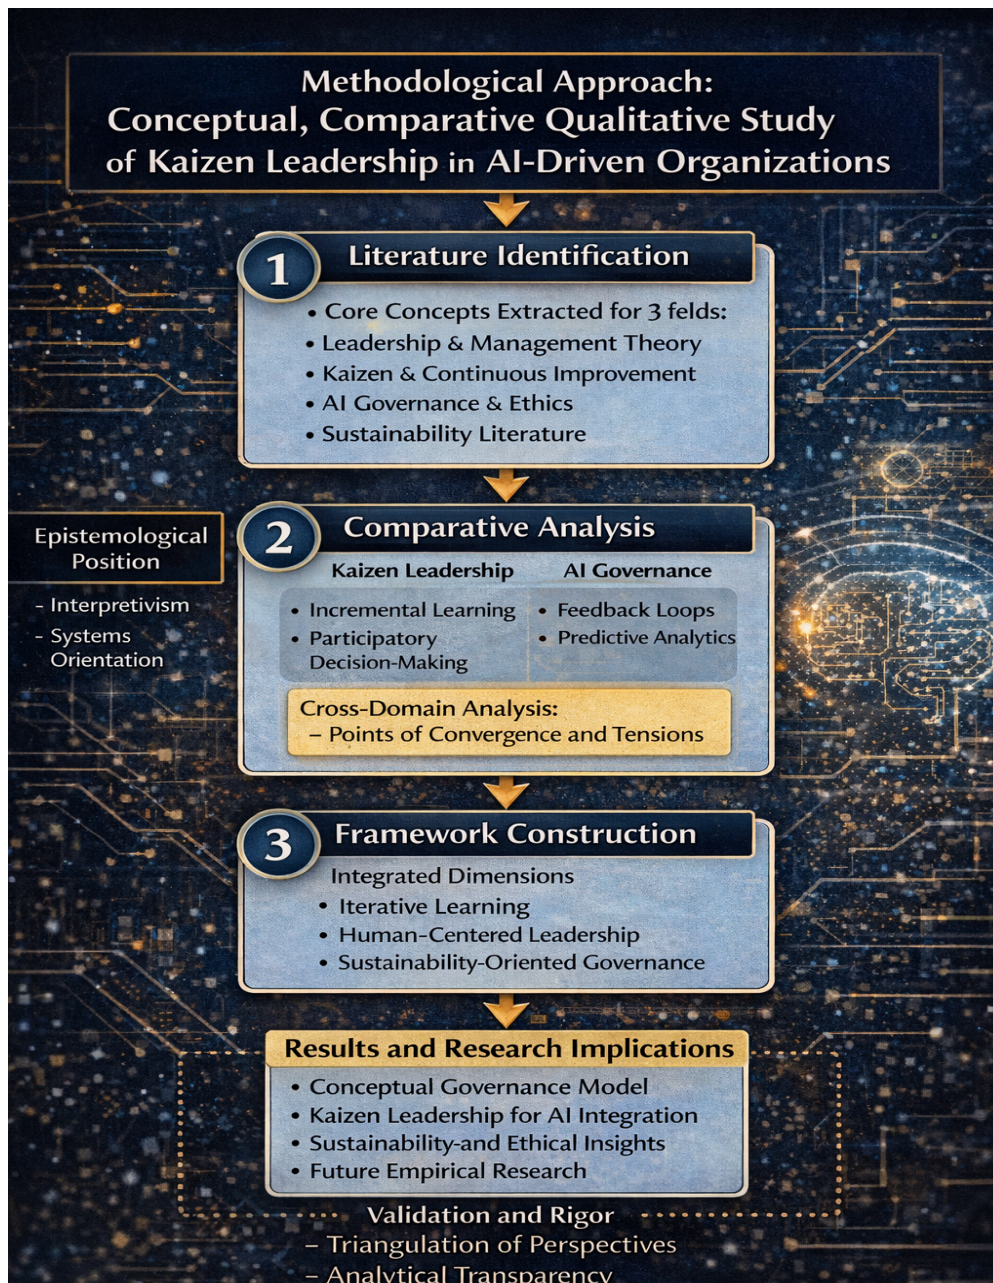 Methodological Approach:
Conceptual, Comparative Qualitative Study
of Kaizen Leadership in AI-Driven Organizations
1 Literature Identification
• Core Concepts Extracted for 3 felds:
• Leadership & Management Theory
• Kaizen & Continuous Improvement
• AI Governance & Ethics
• Sustainability Literature
Epistemological
Position
- Interpretivism
- Systems
Orientation
2 Comparative Analysis
Kaizen Leadership
• Incremental Learning
• Participatory
Decision-Making
AI Governance
• Feedback Loops
• Predictive Analytics
Cross-Domain Analysis:
– Points of Convergence and Tensions
3 Framework Construction
Integrated Dimensions
• Iterative Learning
• Human-Centered Leadership
• Sustainability-Oriented Governance
Results and Research Implications
• Conceptual Governance Model
• Kaizen Leadership for AI Integration
• Sustainability-and Ethical Insights
• Future Empirical Research
Validation and Rigor
– Triangulation of Perspectives
– Analytical Transparency